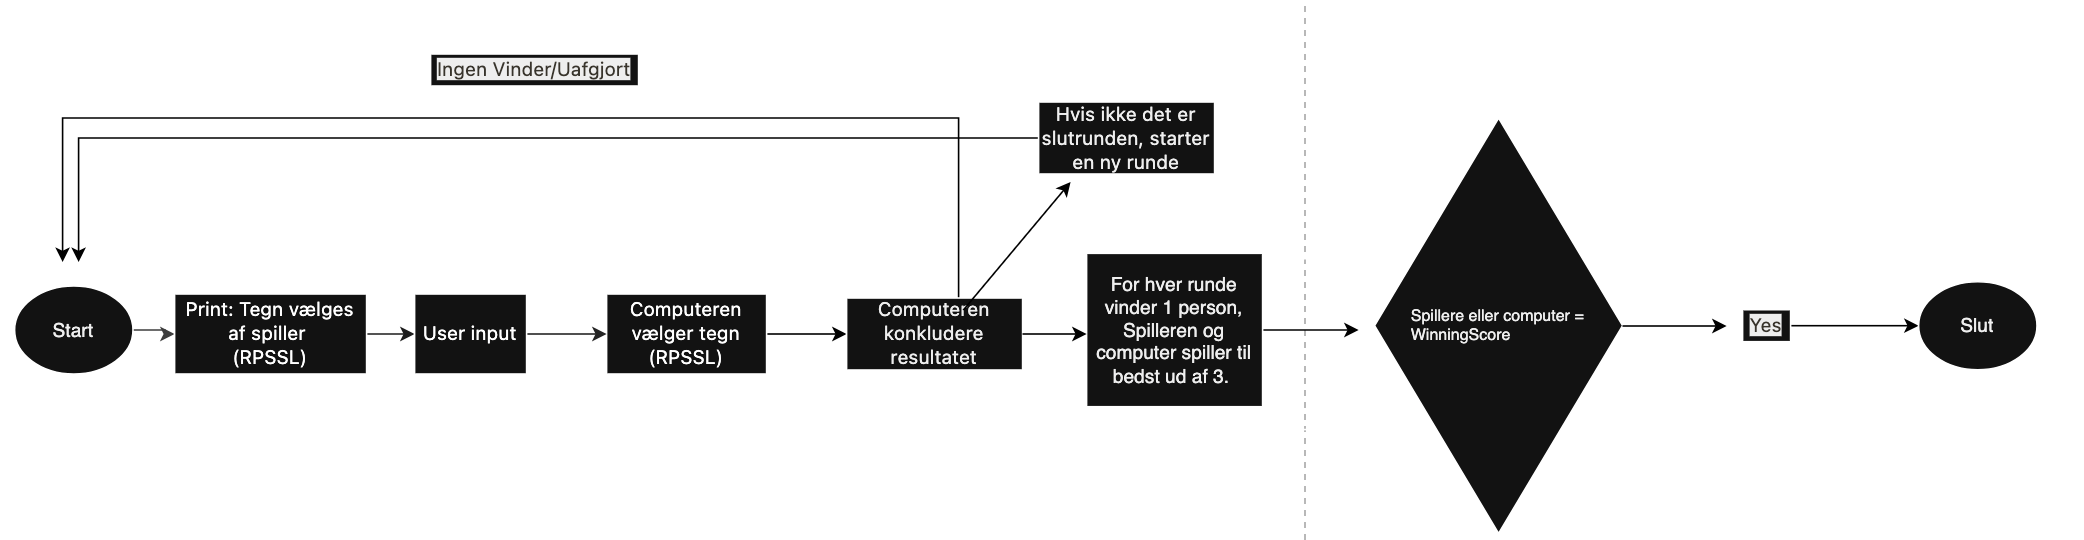 Ingen Vinder/Uafgjort
Hvis ikke det er
slutrunden, starter
en ny runde
Start
Print: Tegn vælges
af spiller
(RPSSL)
User input
Computeren
vælger tegn
(RPSSL)
Computeren
konkludere
resultatet
For hver runde
vinder 1 person,
Spilleren og
computer spiller til
bedst ud af 3.
Spillere eller computer =
WinningScore
Yes
Slut